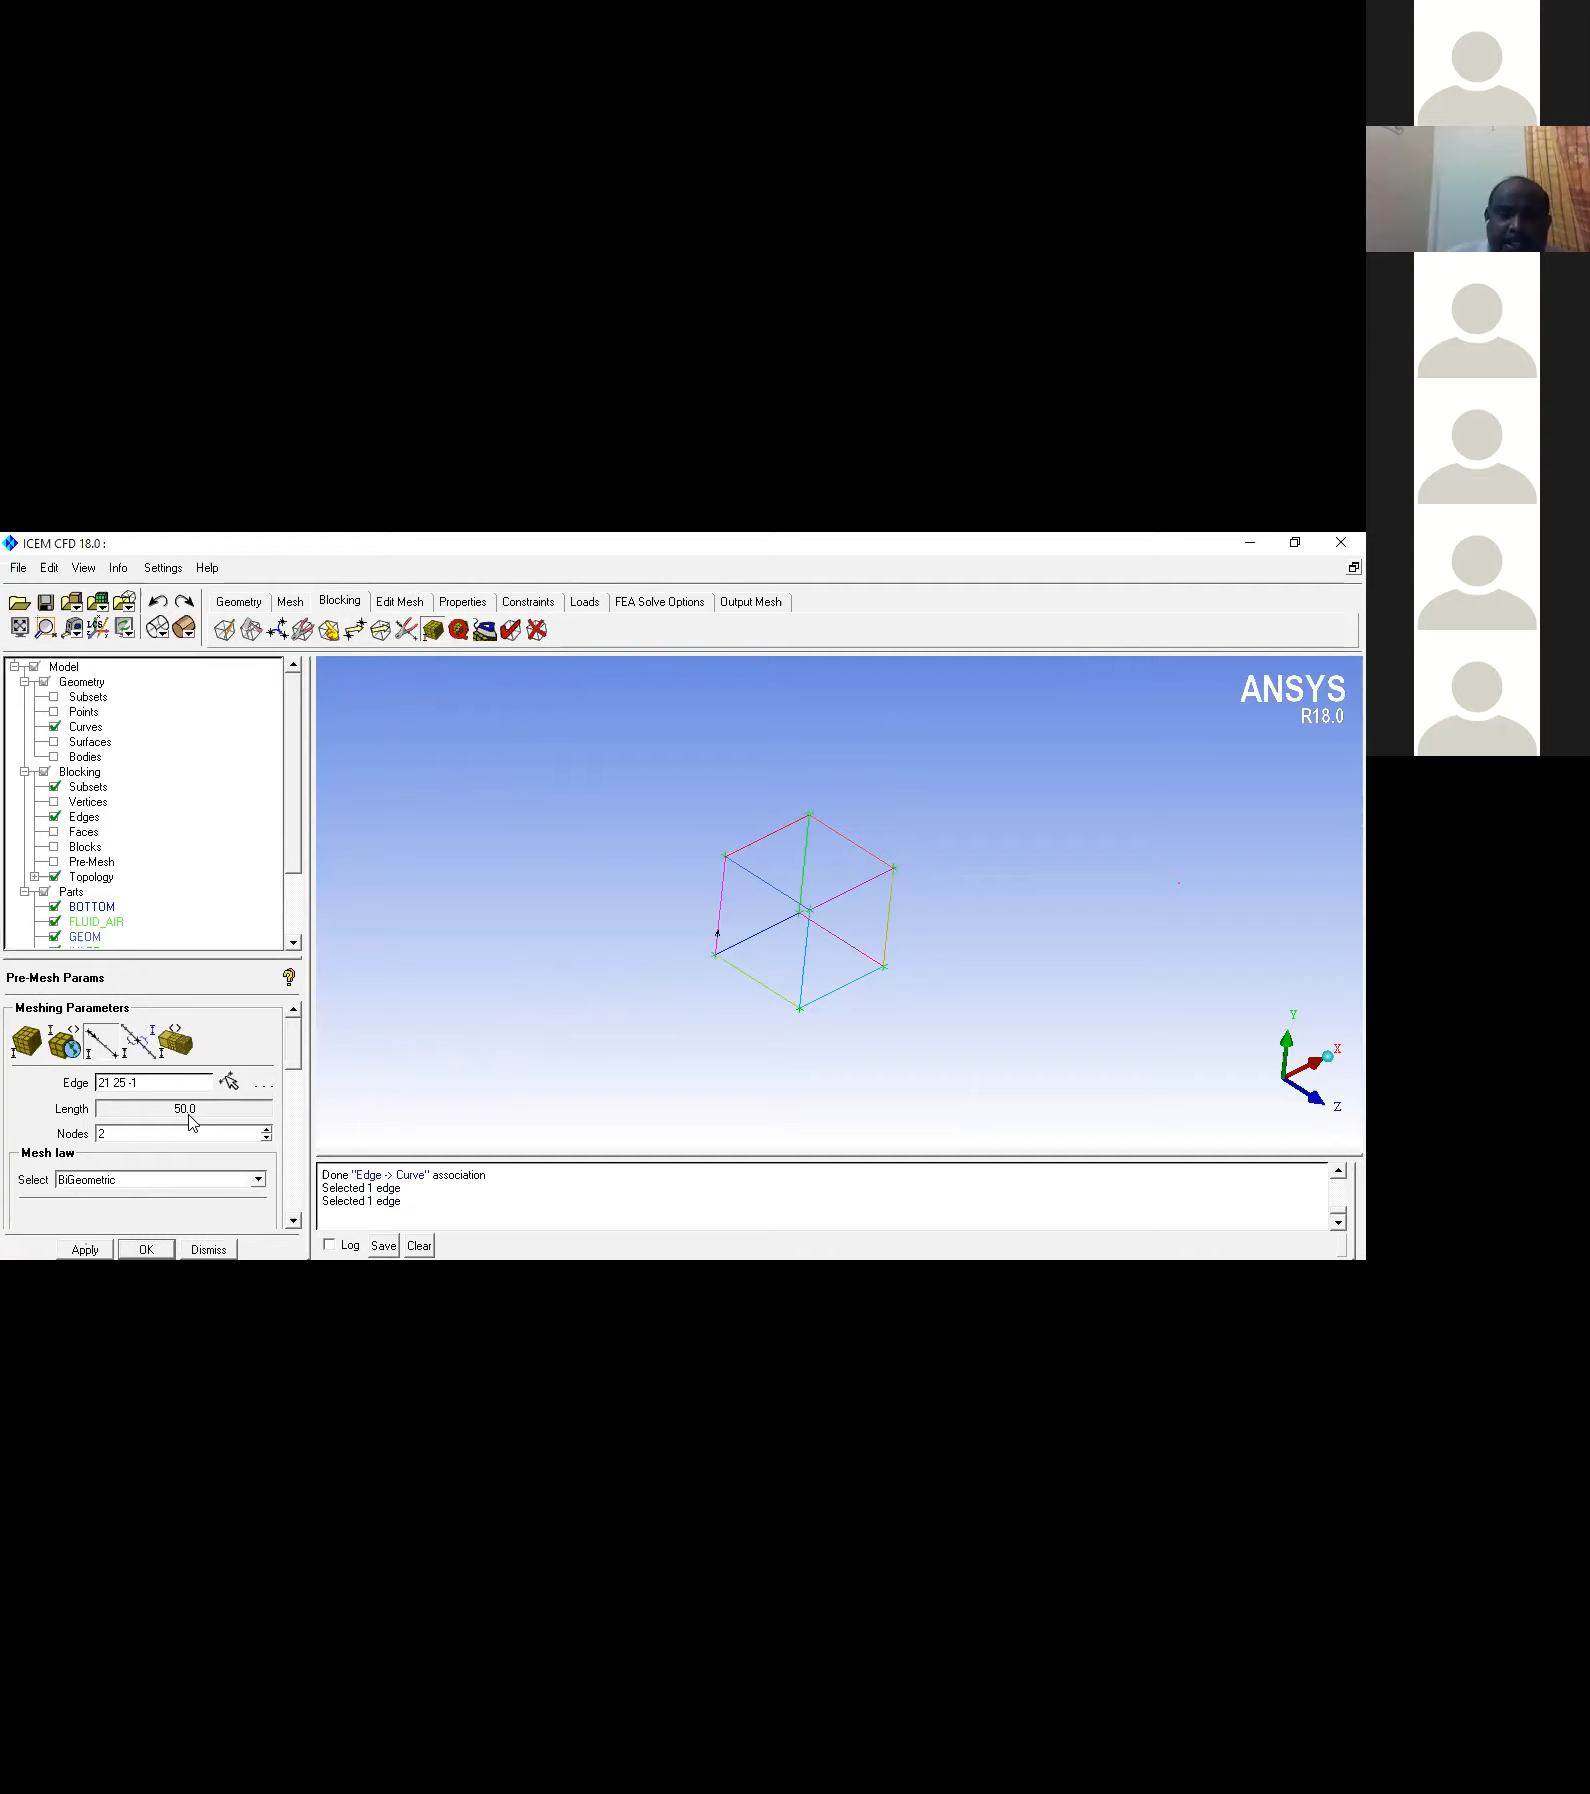 ICEM CFD 18.0 :
File Edit View Info Settings Help
Geometry Mesh Blocking Edit Mesh Properties Constraints Loads FEA Solve Options Output Mesh
LCS
Model
Geometry
Subsets
Points
Curves
Surfaces
Bodies
Blocking
Subsets
Vertices
Edges
Faces
Blocks
Pre-Mesh
Topology
Parts
BOTTOM
FLUID_AIR
GEOM
ANSYS
R18.0
Y
X
Z
Pre-Mesh Params
Meshing Parameters
Edge 21 25 -1 ...
Length 50.0
Nodes 2
Mesh law
Select BiGeometric
Apply OK Dismiss
Done "Edge -> Curve" association
Selected 1 edge
Selected 1 edge
Log Save Clear